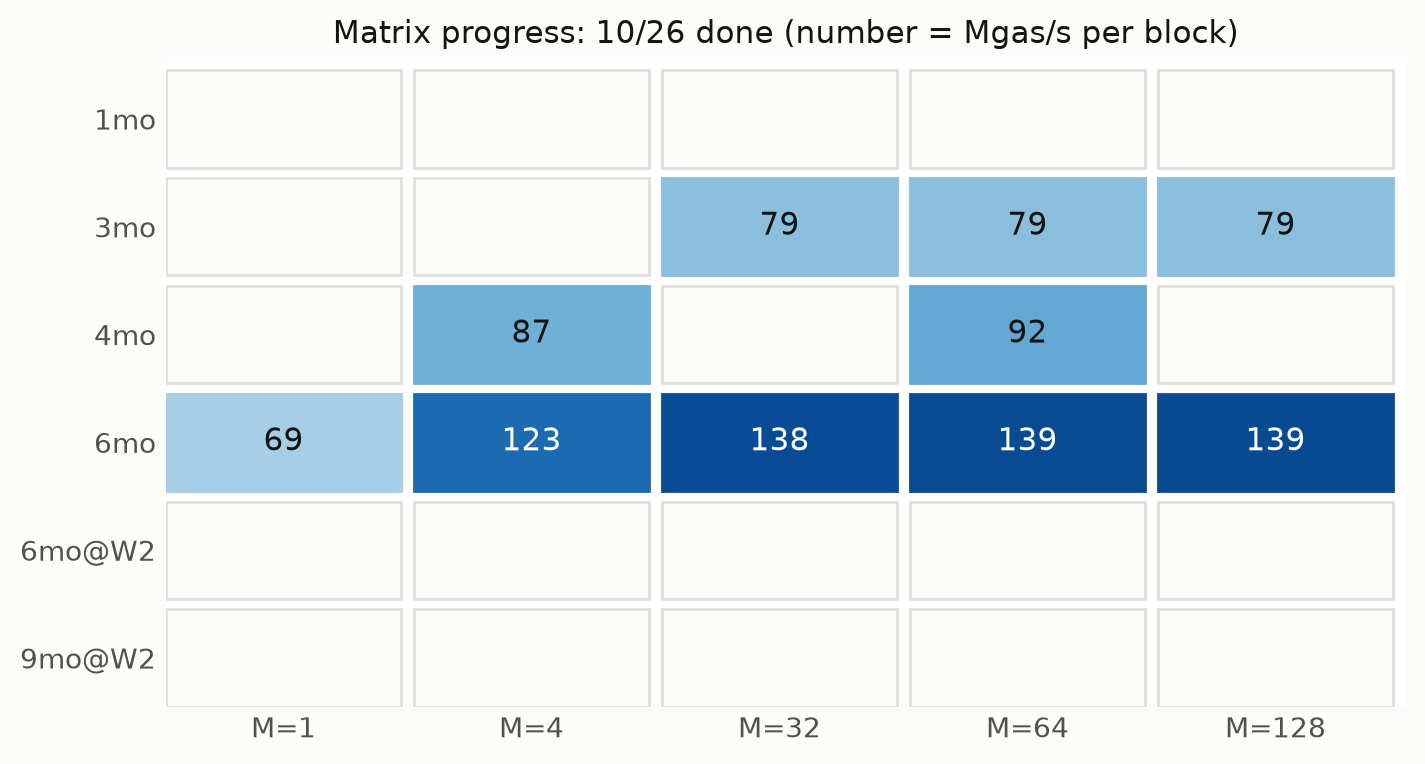 Matrix progress: 10/26 done (number = Mgas/s per block)
1mo
3mo 79 79 79
4mo 87 92
6mo 69 123 138 139 139
6mo@W2
9mo@W2
M=1 M=4 M=32 M=64 M=128